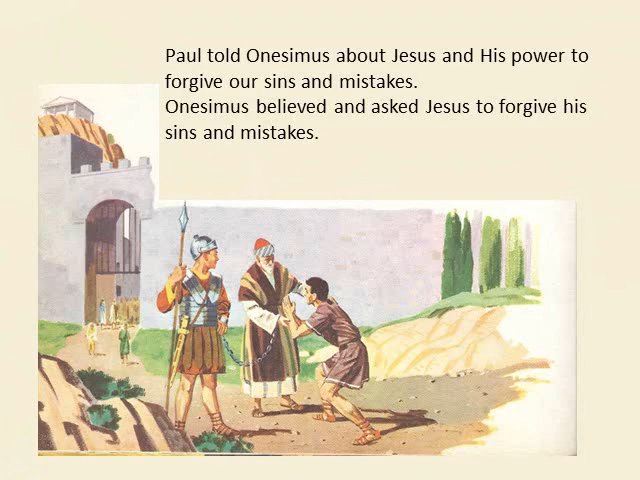 Paul told Onesimus about Jesus and His power to
forgive our sins and mistakes.
Onesimus believed and asked Jesus to forgive his
sins and mistakes.